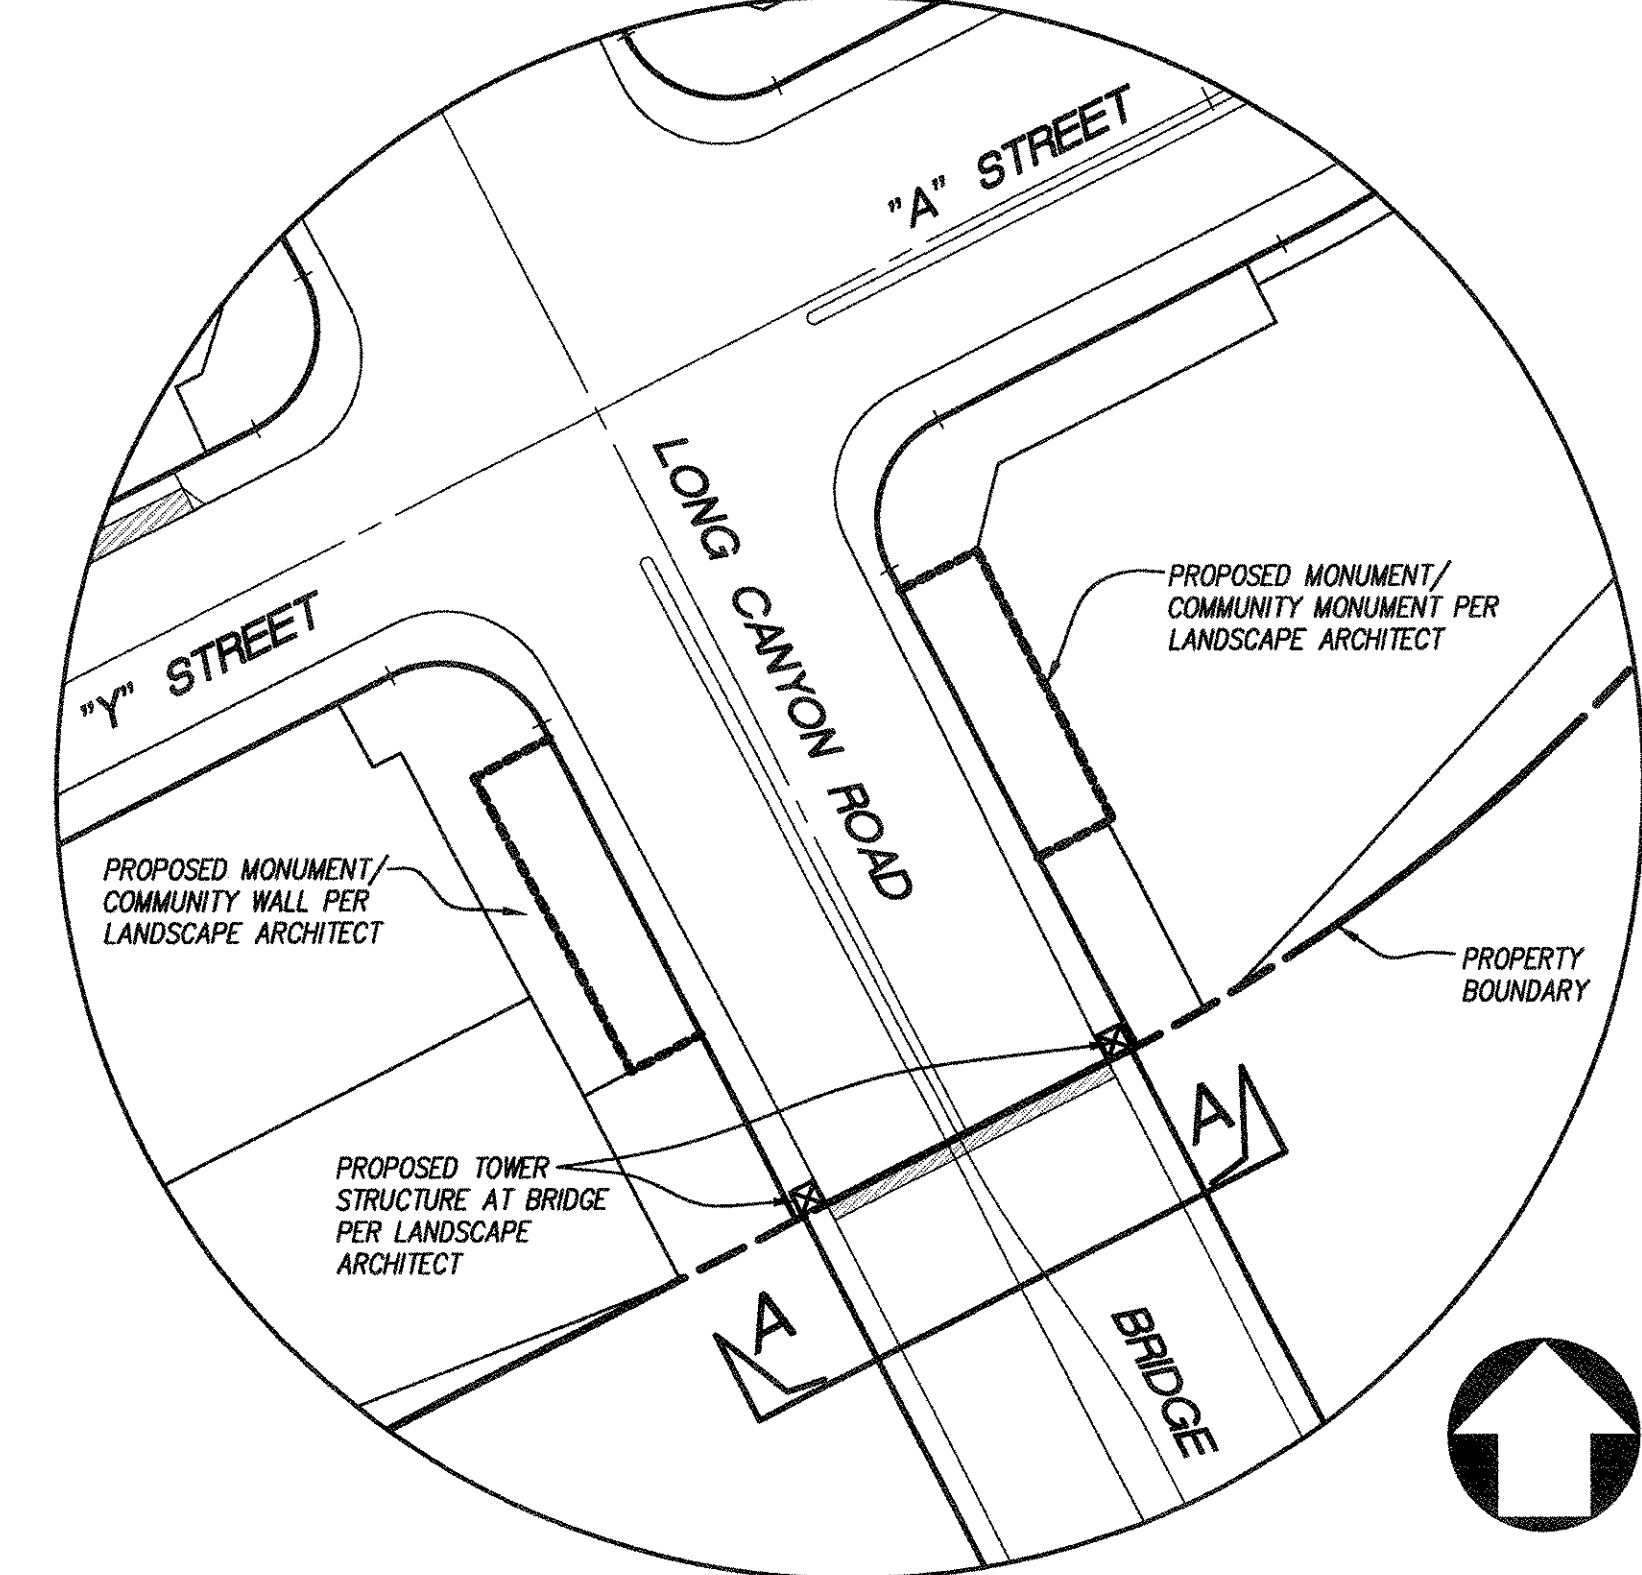 "A" STREET
LONG CANYON ROAD
PROPOSED MONUMENT/
COMMUNITY MONUMENT PER
LANDSCAPE ARCHITECT
"Y" STREET
PROPOSED MONUMENT/
COMMUNITY WALL PER
LANDSCAPE ARCHITECT
PROPERTY
BOUNDARY
PROPOSED TOWER
STRUCTURE AT BRIDGE
PER LANDSCAPE
ARCHITECT
A
A
BRIDGE